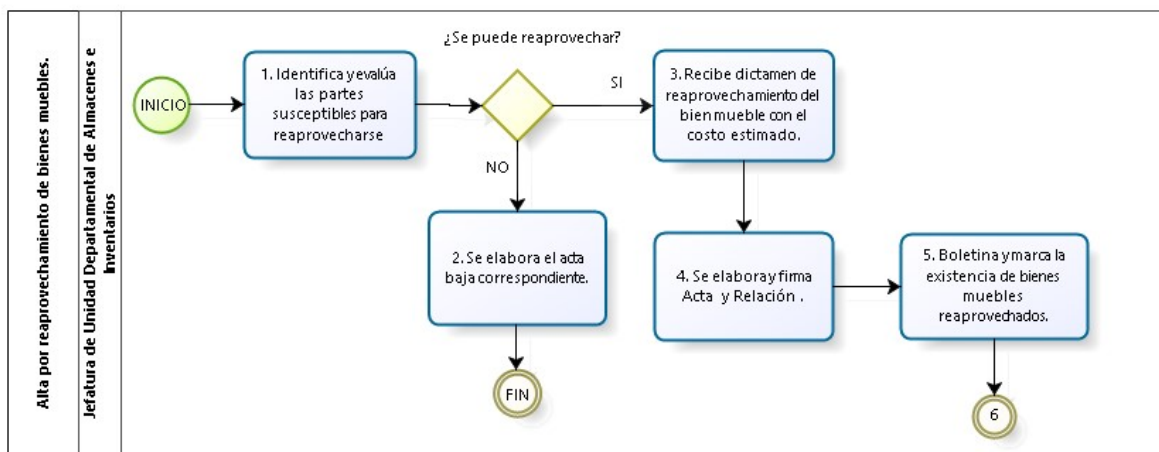 Alta por reaprovechamiento de bienes muebles.
Jefatura de Unidad Departamental de Almacenes e
Inventarios
INICIO
1. Identifica y evalúa
las partes
susceptibles para
reaprovecharse
¿Se puede reaprovechar?
SI
NO
3. Recibe dictamen de
reaprovechamiento del
bien mueble con el
costo estimado.
2. Se elabora el acta
baja correspondiente.
FIN
4. Se elabora y firma
Acta y Relación .
5. Boletina y marca la
existencia de bienes
muebles
reaprovechados.
6